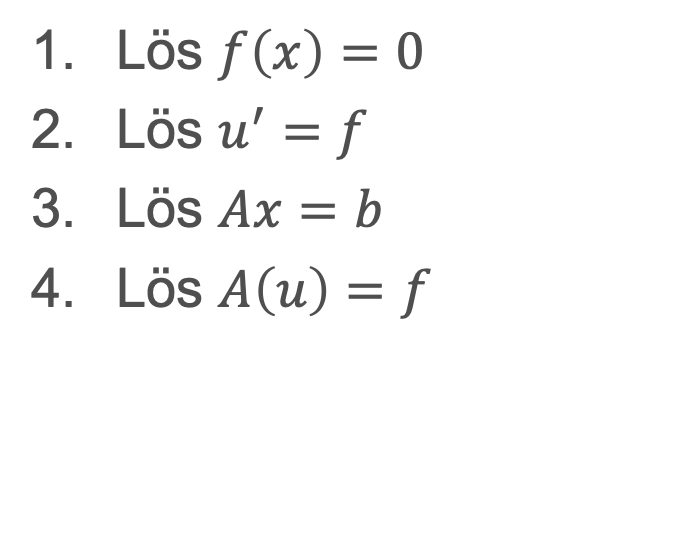 1. Lös f(x) = 0
2. Lös u′ = f
3. Lös Ax = b
4. Lös A(u) = f